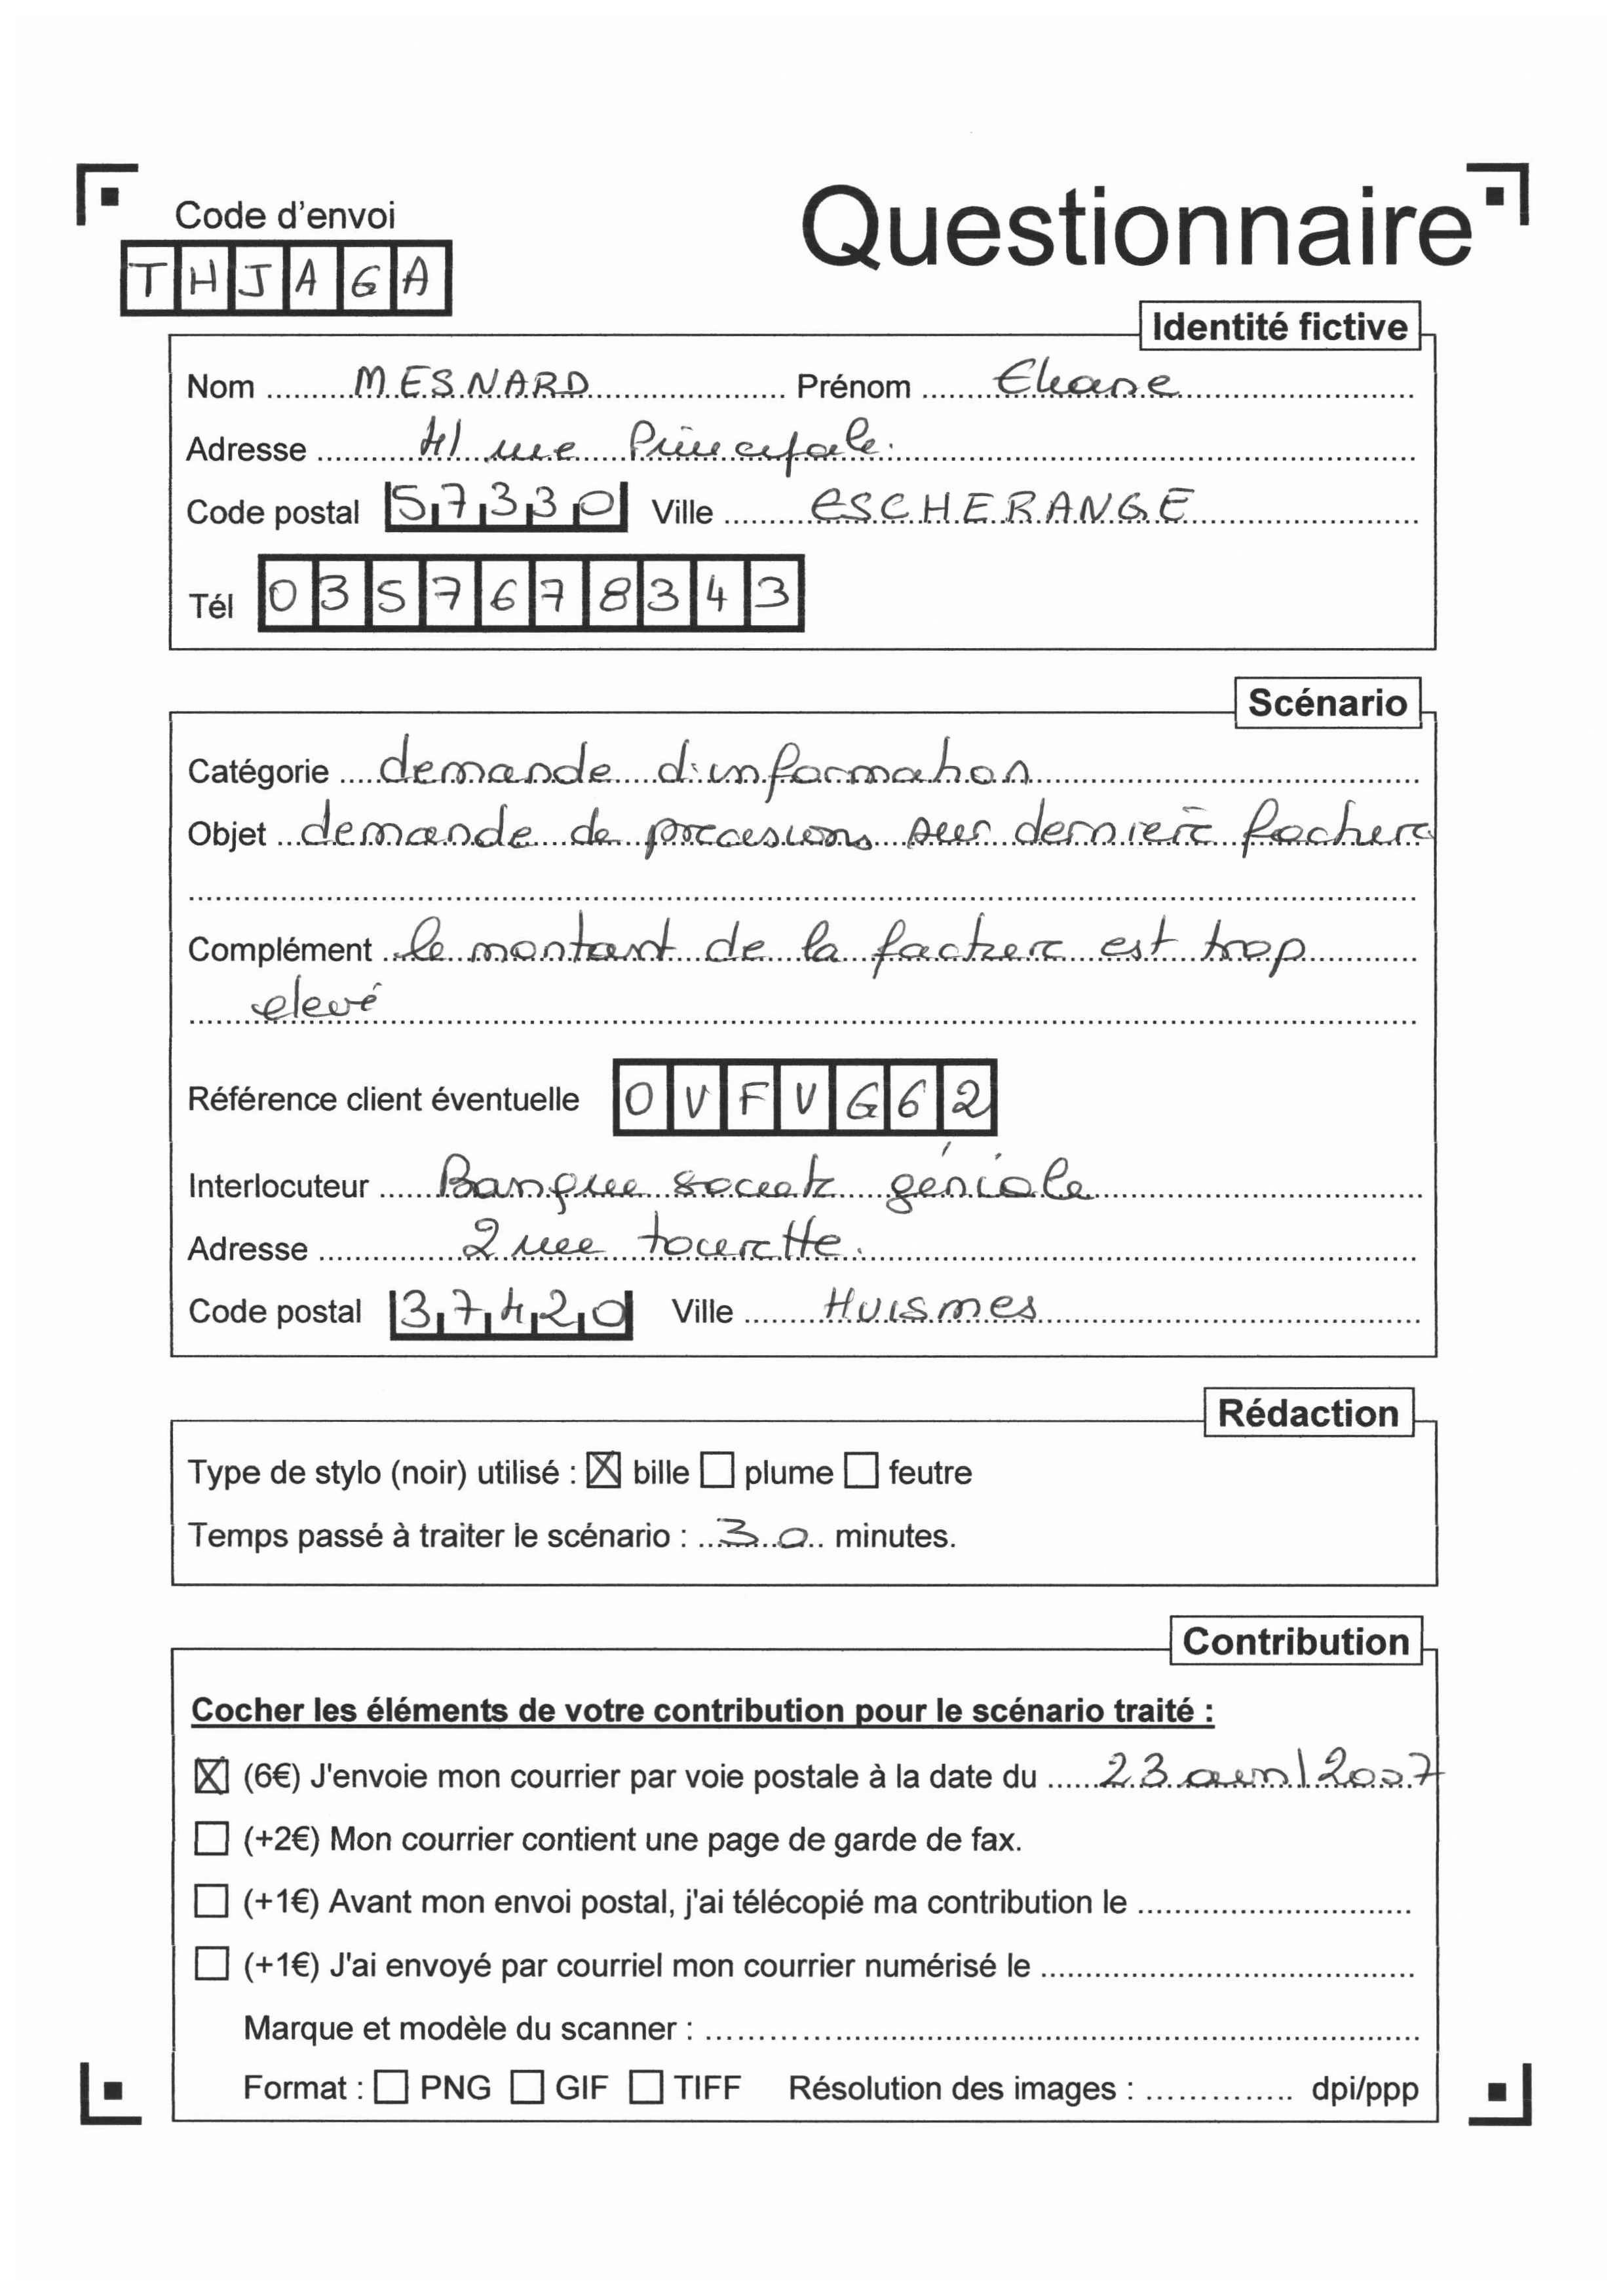 Code d'envoi
Questionnaire
THJAGA
Identité fictive
Nom MESNARD Prénom
Adresse 41 rue Principale.
Code postal 57330 Ville ESCHERANGE
Tél 0357678343
Scénario
Catégorie demande d'information
Objet demande de precisions sur derniere facture
Complément le montant de la facture est trop
elevé
Référence client éventuelle OVFVG62
Interlocuteur Banque societe géniale
Adresse 2 rue tourette.
Code postal 37420 Ville HUISMES
Rédaction
Type de stylo (noir) utilisé : ☒ bille ☐ plume ☐ feutre
Temps passé à traiter le scénario : 30 minutes.
Contribution
Cocher les éléments de votre contribution pour le scénario traité :
☒ (6€) J'envoie mon courrier par voie postale à la date du 23 avril 2007
☐ (+2€) Mon courrier contient une page de garde de fax.
☐ (+1€) Avant mon envoi postal, j'ai télécopié ma contribution le
☐ (+1€) J'ai envoyé par courriel mon courrier numérisé le
Marque et modèle du scanner :
Format : ☐ PNG ☐ GIF ☐ TIFF Résolution des images : dpi/ppp